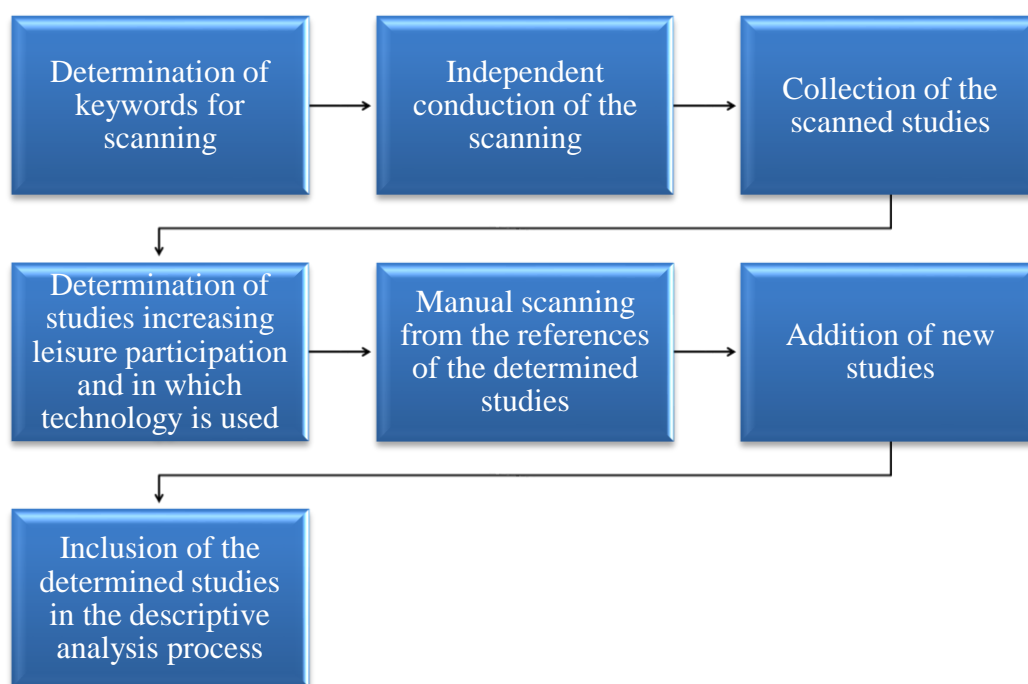 Determination of
keywords for
scanning
Independent
conduction of the
scanning
Collection of the
scanned studies
Determination of
studies increasing
leisure participation
and in which
technology is used
Manual scanning
from the references
of the determined
studies
Addition of new
studies
Inclusion of the
determined studies
in the descriptive
analysis process